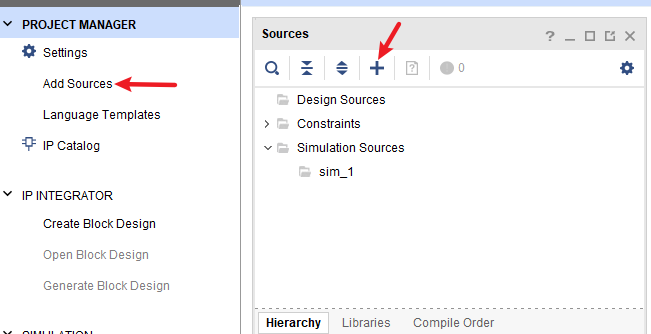 PROJECT MANAGER
Settings
Add Sources
Language Templates
IP Catalog
IP INTEGRATOR
Create Block Design
Open Block Design
Generate Block Design
Sources
?
0
Design Sources
Constraints
Simulation Sources
sim_1
Hierarchy Libraries Compile Order